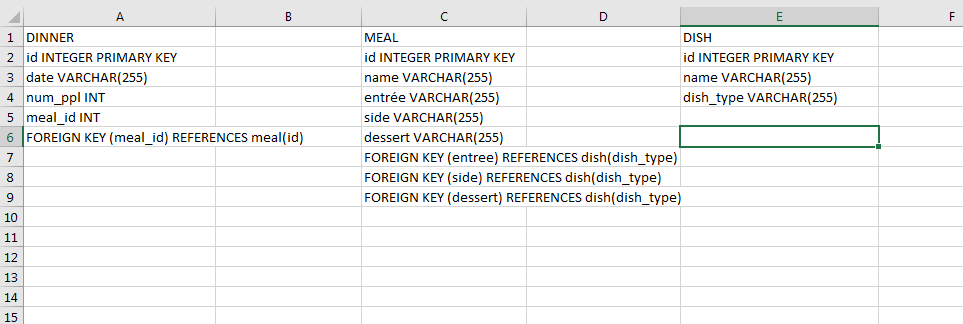 A B C D E F
1 DINNER MEAL DISH
2 id INTEGER PRIMARY KEY id INTEGER PRIMARY KEY id INTEGER PRIMARY KEY
3 date VARCHAR(255) name VARCHAR(255) name VARCHAR(255)
4 num_ppl INT entrée VARCHAR(255) dish_type VARCHAR(255)
5 meal_id INT side VARCHAR(255)
6 FOREIGN KEY (meal_id) REFERENCES meal(id) dessert VARCHAR(255)
7 FOREIGN KEY (entree) REFERENCES dish(dish_type)
8 FOREIGN KEY (side) REFERENCES dish(dish_type)
9 FOREIGN KEY (dessert) REFERENCES dish(dish_type)
10
11
12
13
14
15